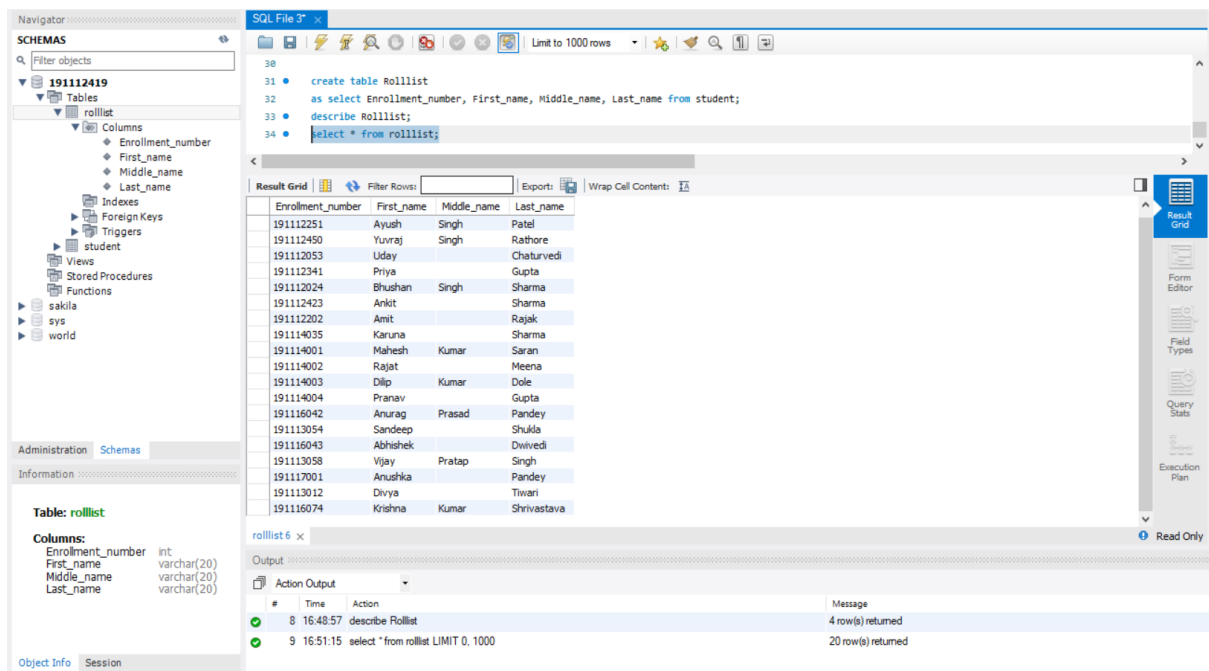 Navigator
SCHEMAS
Filter objects
191112419
Tables
rolllist
Columns
Enrollment_number
First_name
Middle_name
Last_name
Indexes
Foreign Keys
Triggers
student
Views
Stored Procedures
Functions
sakila
sys
world
Administration Schemas
Information
Table: rolllist
Columns:
Enrollment_number int
First_name varchar(20)
Middle_name varchar(20)
Last_name varchar(20)
Object Info Session
SQL File 3*
Limit to 1000 rows
30
31 create table Rolllist
32 as select Enrollment_number, First_name, Middle_name, Last_name from student;
33 describe Rolllist;
34 select * from rolllist;
Result Grid Filter Rows: Export: Wrap Cell Content:
Enrollment_number First_name Middle_name Last_name
191112251 Ayush Singh Patel
191112450 Yuvraj Singh Rathore
191112053 Uday Chaturvedi
191112341 Priya Gupta
191112024 Bhushan Singh Sharma
191112423 Ankit Sharma
191112202 Amit Rajak
191114035 Karuna Sharma
191114001 Mahesh Kumar Saran
191114002 Rajat Meena
191114003 Dilip Kumar Dole
191114004 Pranav Gupta
191116042 Anurag Prasad Pandey
191113054 Sandeep Shukla
191116043 Abhishek Dwivedi
191113058 Vijay Pratap Singh
191117001 Anushka Pandey
191113012 Divya Tiwari
191116074 Krishna Kumar Shrivastava
Result
Grid
Form
Editor
Field
Types
Query
Stats
Execution
Plan
rolllist 6
Read Only
Output
Action Output
# Time Action Message
8 16:48:57 describe Rolllist 4 row(s) returned
9 16:51:15 select * from rolllist LIMIT 0, 1000 20 row(s) returned